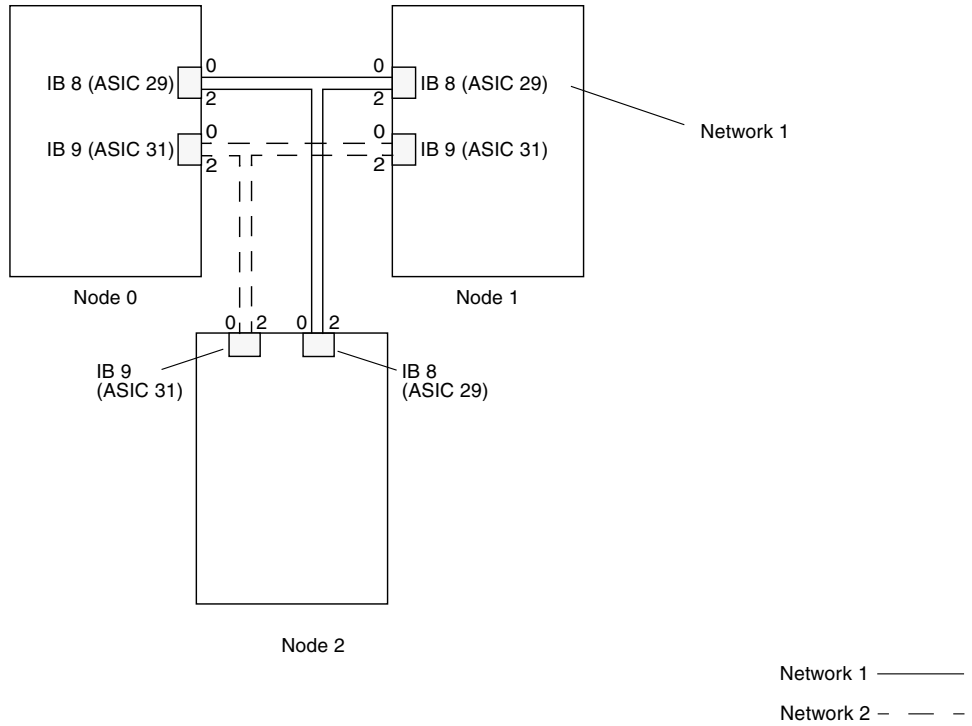 0
0
IB 8 (ASIC 29)
IB 8 (ASIC 29)
2
2
Network 1
0
0
IB 9 (ASIC 31)
IB 9 (ASIC 31)
2
2
Node 0
Node 1
0 2
0 2
IB 9
(ASIC 31)
IB 8
(ASIC 29)
Node 2
Network 1
Network 2